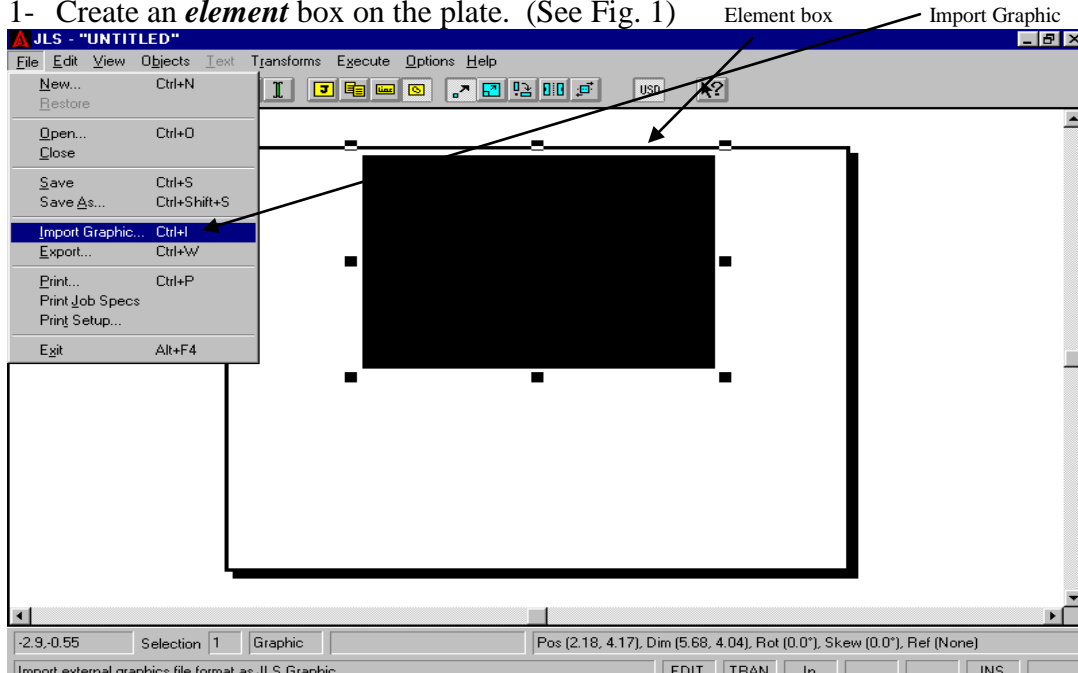 1- Create an element box on the plate. (See Fig. 1)
Element box
Import Graphic
JLS - "UNTITLED"
File Edit View Objects Text Transforms Execute Options Help
New... Ctrl+N
Restore
Open... Ctrl+O
Close
Save Ctrl+S
Save As... Ctrl+Shift+S
Import Graphic... Ctrl+I
Export... Ctrl+W
Print... Ctrl+P
Print Job Specs
Print Setup...
Exit Alt+F4
J Line USD ?
-2.9,-0.55 Selection 1 Graphic Pos (2.18, 4.17), Dim (5.68, 4.04), Rot (0.0°), Skew (0.0°), Ref (None)
Import external graphics file format as JLS Graphic EDIT TRAN In INS